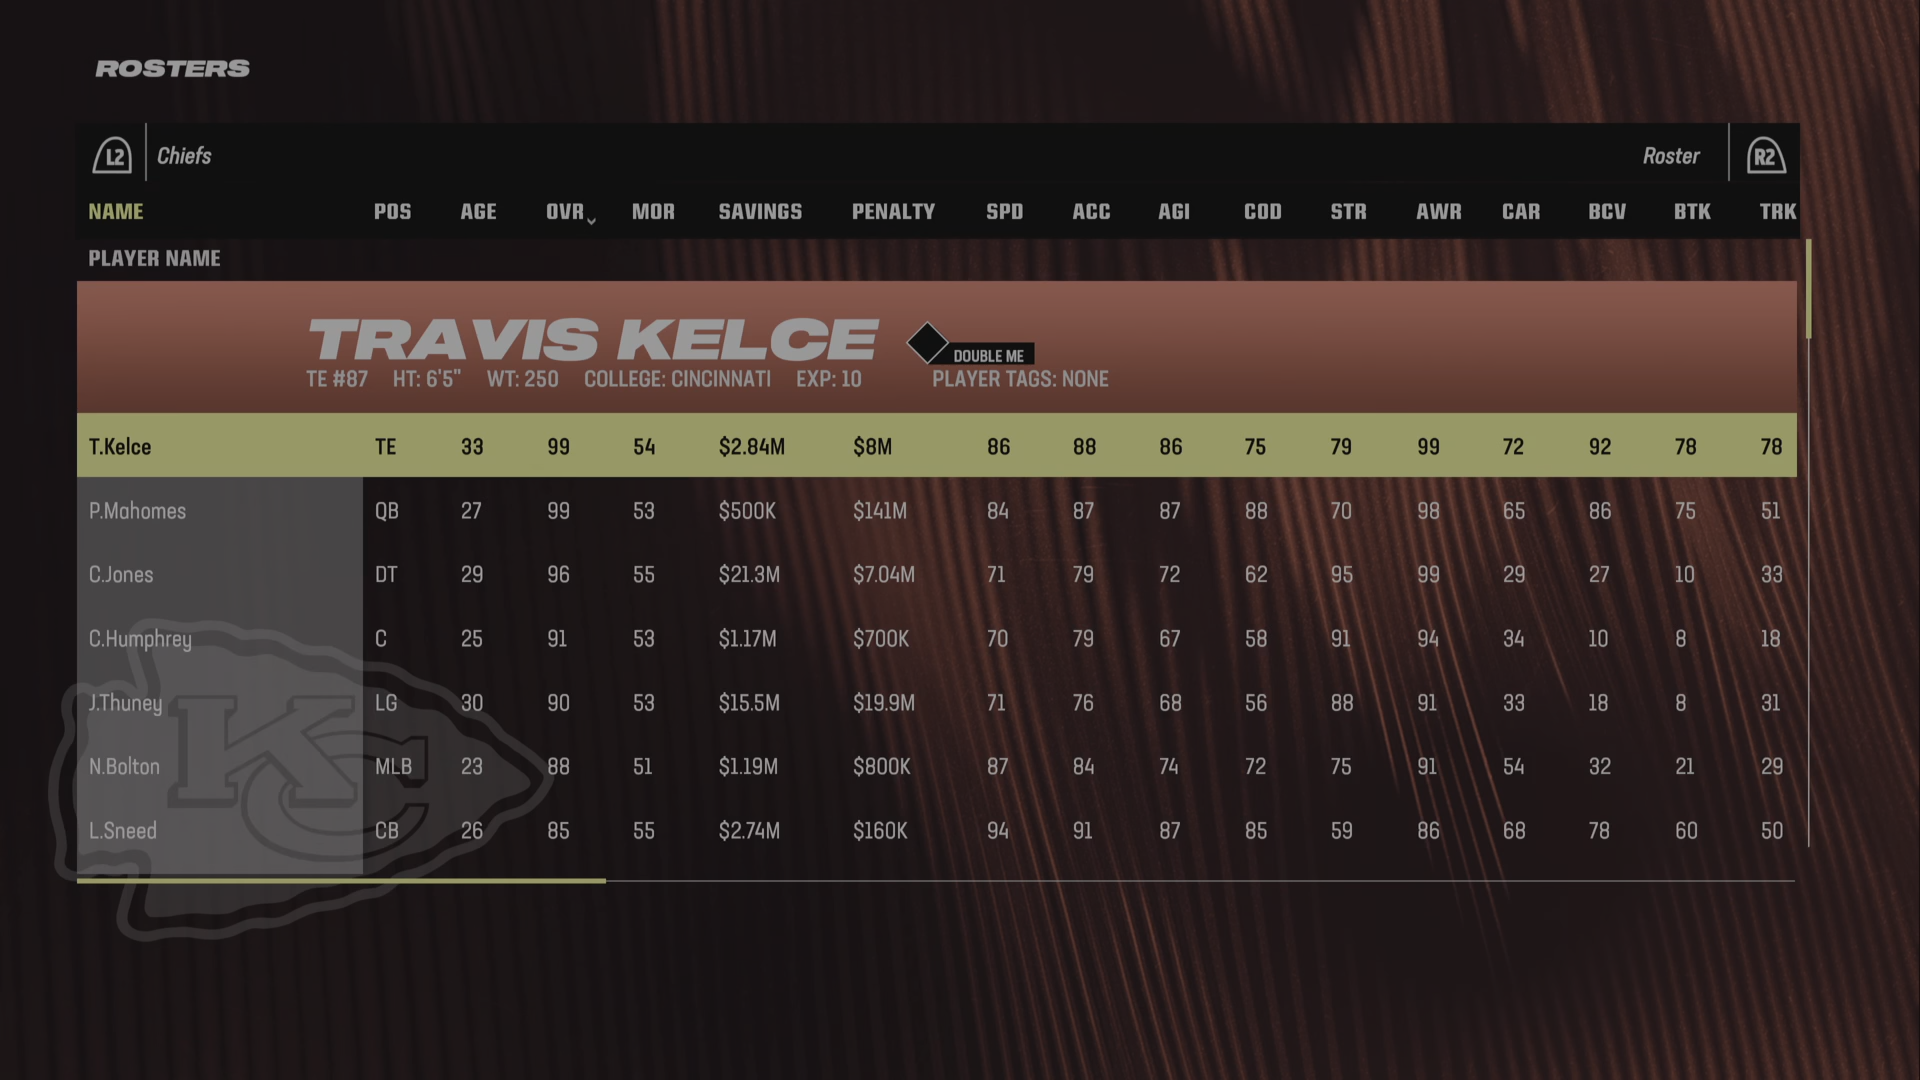 ROSTERS
L2 Chiefs Roster R2
NAME POS AGE OVR MOR SAVINGS PENALTY SPD ACC AGI COD STR AWR CAR BCV BTK TRK
PLAYER NAME
TRAVIS KELCE DOUBLE ME
TE #87 HT: 6'5" WT: 250 COLLEGE: CINCINNATI EXP: 10 PLAYER TAGS: NONE
T.Kelce TE 33 99 54 $2.84M $8M 86 88 86 75 79 99 72 92 78 78
P.Mahomes QB 27 99 53 $500K $141M 84 87 87 88 70 98 65 86 75 51
C.Jones DT 29 96 55 $21.3M $7.04M 71 79 72 62 95 99 29 27 10 33
C.Humphrey C 25 91 53 $1.17M $700K 70 79 67 58 91 94 34 10 8 18
J.Thuney LG 30 90 53 $15.5M $19.9M 71 76 68 56 88 91 33 18 8 31
N.Bolton MLB 23 88 51 $1.19M $800K 87 84 74 72 75 91 54 32 21 29
L.Sneed CB 26 85 55 $2.74M $160K 94 91 87 85 59 86 68 78 60 50
KC